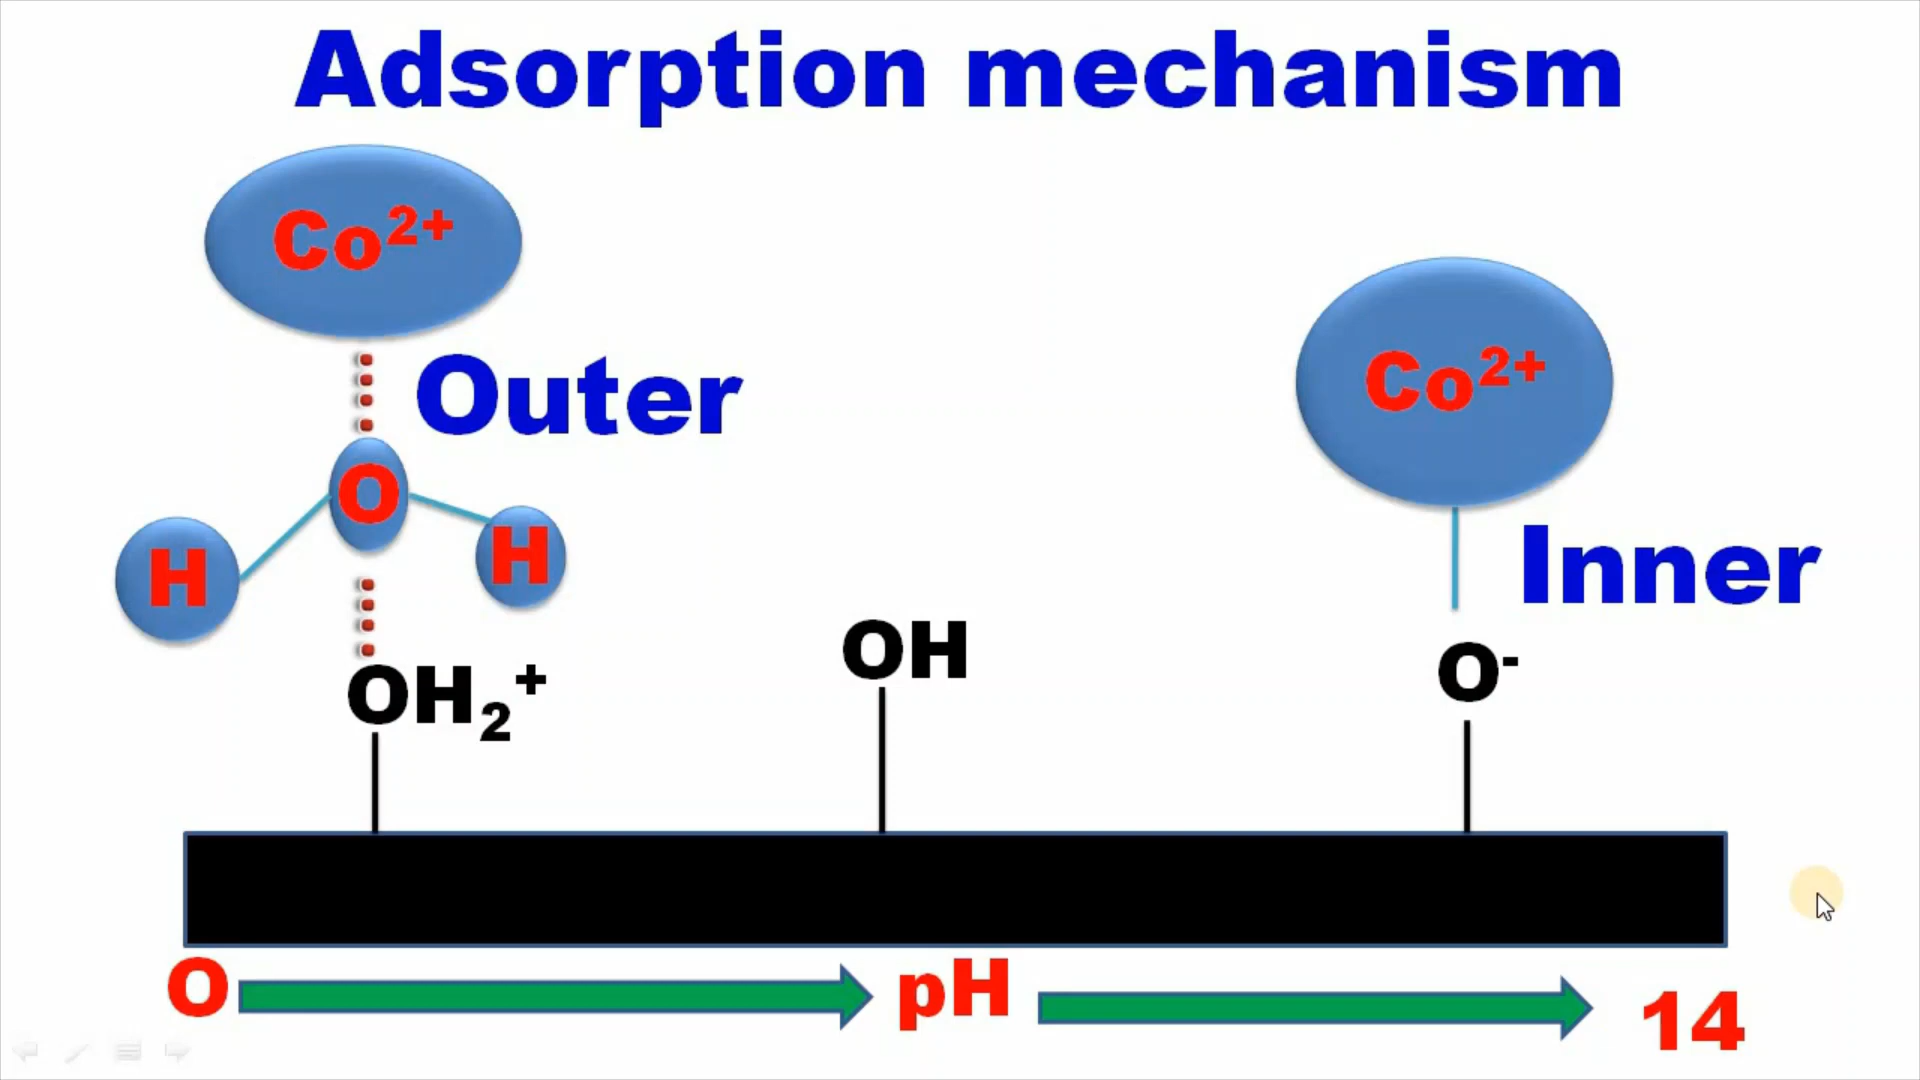 Adsorption mechanism
Co²⁺
Outer
Co²⁺
O
H
H
Inner
OH₂⁺
OH
O⁻
O
pH
14